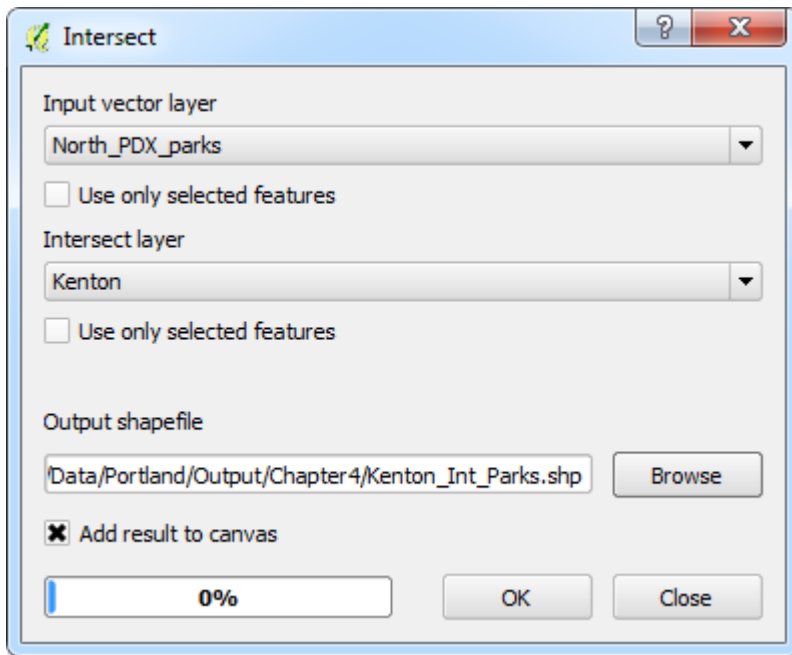 Intersect
Input vector layer
North_PDX_parks
Use only selected features
Intersect layer
Kenton
Use only selected features
Output shapefile
/Data/Portland/Output/Chapter4/Kenton_Int_Parks.shp Browse
Add result to canvas
0% OK Close